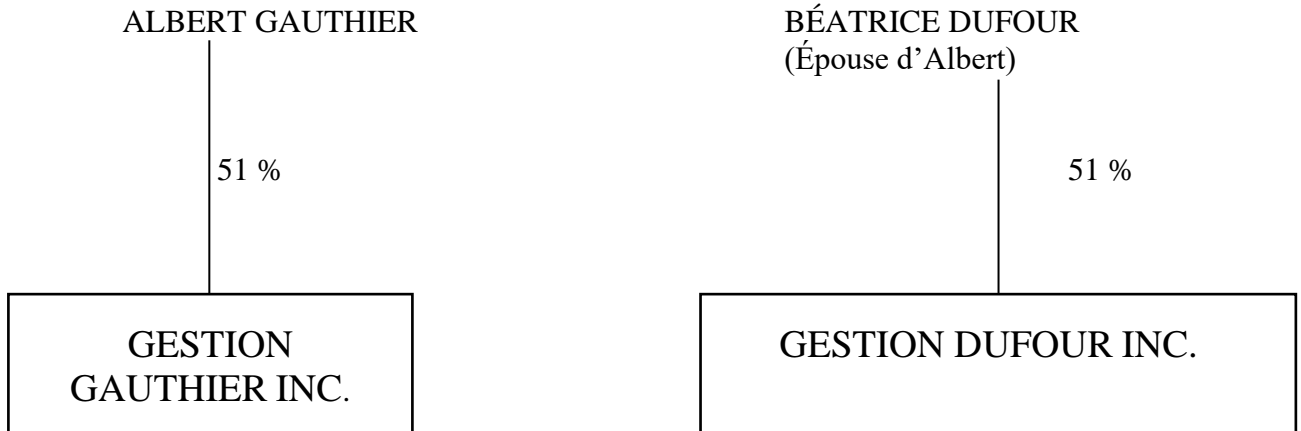 ALBERT GAUTHIER
BÉATRICE DUFOUR
(Épouse d’Albert)
51 %
51 %
GESTION
GAUTHIER INC.
GESTION DUFOUR INC.